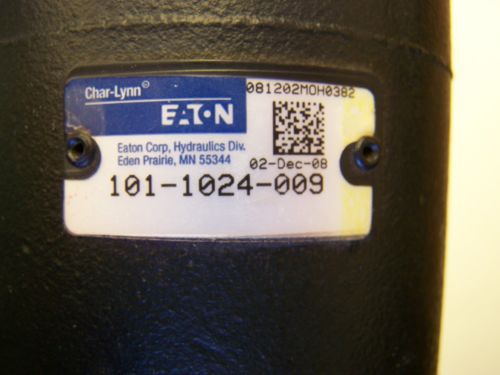 Char-Lynn®
081202MOH0382
EATON
Eaton Corp, Hydraulics Div.
Eden Prairie, MN 55344
02-Dec-08
101-1024-009